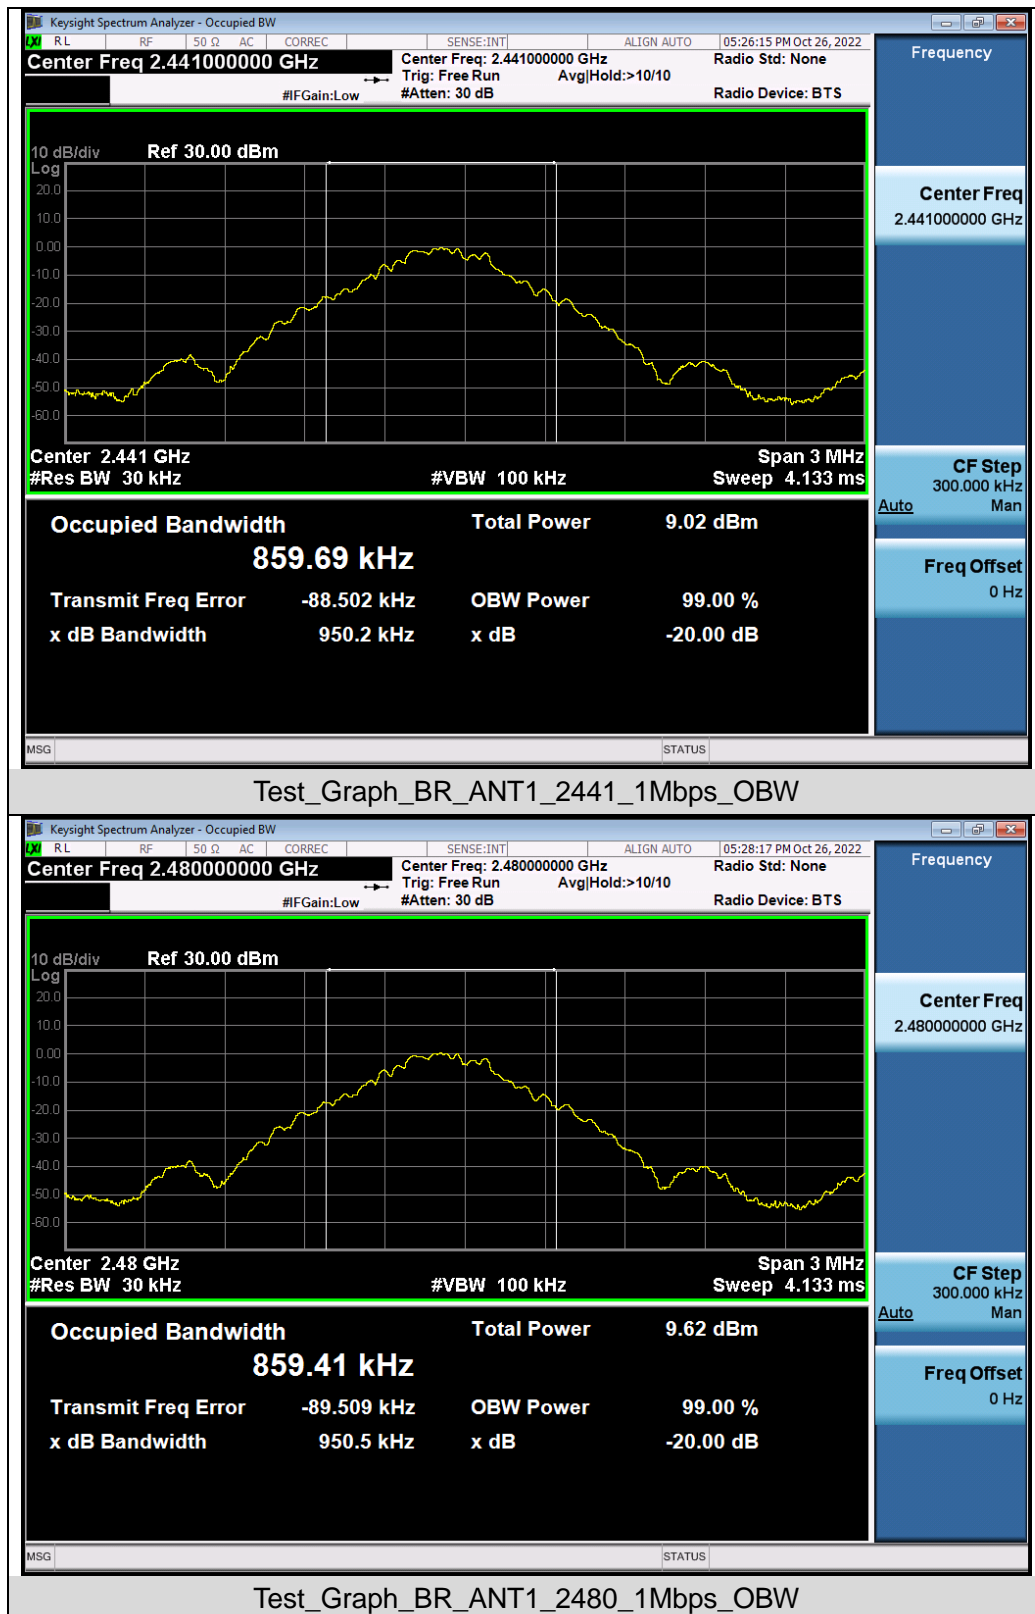 Keysight Spectrum Analyzer - Occupied BW
LXI RL RF 50 Ω AC CORREC SENSE:INT ALIGN AUTO 05:26:15 PM Oct 26, 2022
Center Freq 2.441000000 GHz
Center Freq: 2.441000000 GHz Radio Std: None
Trig: Free Run Avg|Hold:>10/10
#IFGain:Low #Atten: 30 dB Radio Device: BTS
Frequency
10 dB/div Ref 30.00 dBm
Log
20.0
10.0
0.00
-10.0
-20.0
-30.0
-40.0
-50.0
-60.0
Center 2.441 GHz Span 3 MHz
#Res BW 30 kHz #VBW 100 kHz Sweep 4.133 ms
Center Freq
2.441000000 GHz
CF Step
300.000 kHz
Auto Man
Freq Offset
0 Hz
Occupied Bandwidth Total Power 9.02 dBm
859.69 kHz
Transmit Freq Error -88.502 kHz OBW Power 99.00 %
x dB Bandwidth 950.2 kHz x dB -20.00 dB
MSG STATUS
Test_Graph_BR_ANT1_2441_1Mbps_OBW
Keysight Spectrum Analyzer - Occupied BW
LXI RL RF 50 Ω AC CORREC SENSE:INT ALIGN AUTO 05:28:17 PM Oct 26, 2022
Center Freq 2.480000000 GHz
Center Freq: 2.480000000 GHz Radio Std: None
Trig: Free Run Avg|Hold:>10/10
#IFGain:Low #Atten: 30 dB Radio Device: BTS
Frequency
10 dB/div Ref 30.00 dBm
Log
20.0
10.0
0.00
-10.0
-20.0
-30.0
-40.0
-50.0
-60.0
Center 2.48 GHz Span 3 MHz
#Res BW 30 kHz #VBW 100 kHz Sweep 4.133 ms
Center Freq
2.480000000 GHz
CF Step
300.000 kHz
Auto Man
Freq Offset
0 Hz
Occupied Bandwidth Total Power 9.62 dBm
859.41 kHz
Transmit Freq Error -89.509 kHz OBW Power 99.00 %
x dB Bandwidth 950.5 kHz x dB -20.00 dB
MSG STATUS
Test_Graph_BR_ANT1_2480_1Mbps_OBW